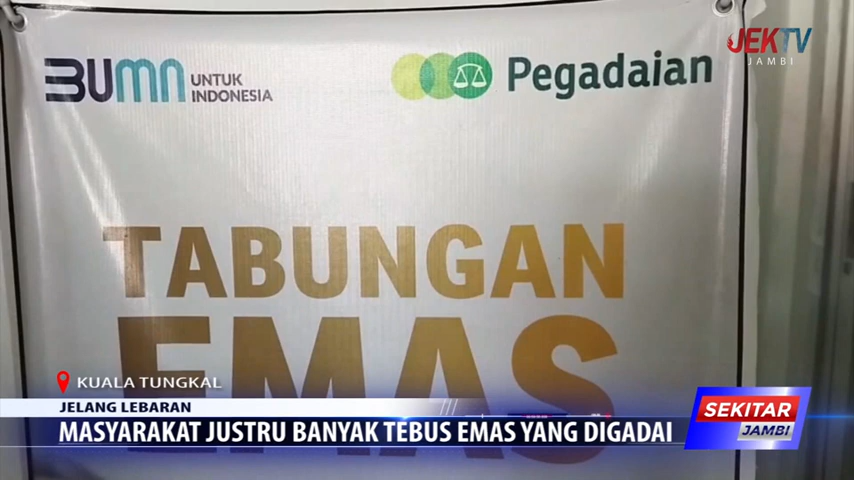 BUMN UNTUK INDONESIA
Pegadaian
JEKTV
JAMBI
TABUNGAN
EMAS
KUALA TUNGKAL
JELANG LEBARAN
MASYARAKAT JUSTRU BANYAK TEBUS EMAS YANG DIGADAI
SEKITAR
JAMBI